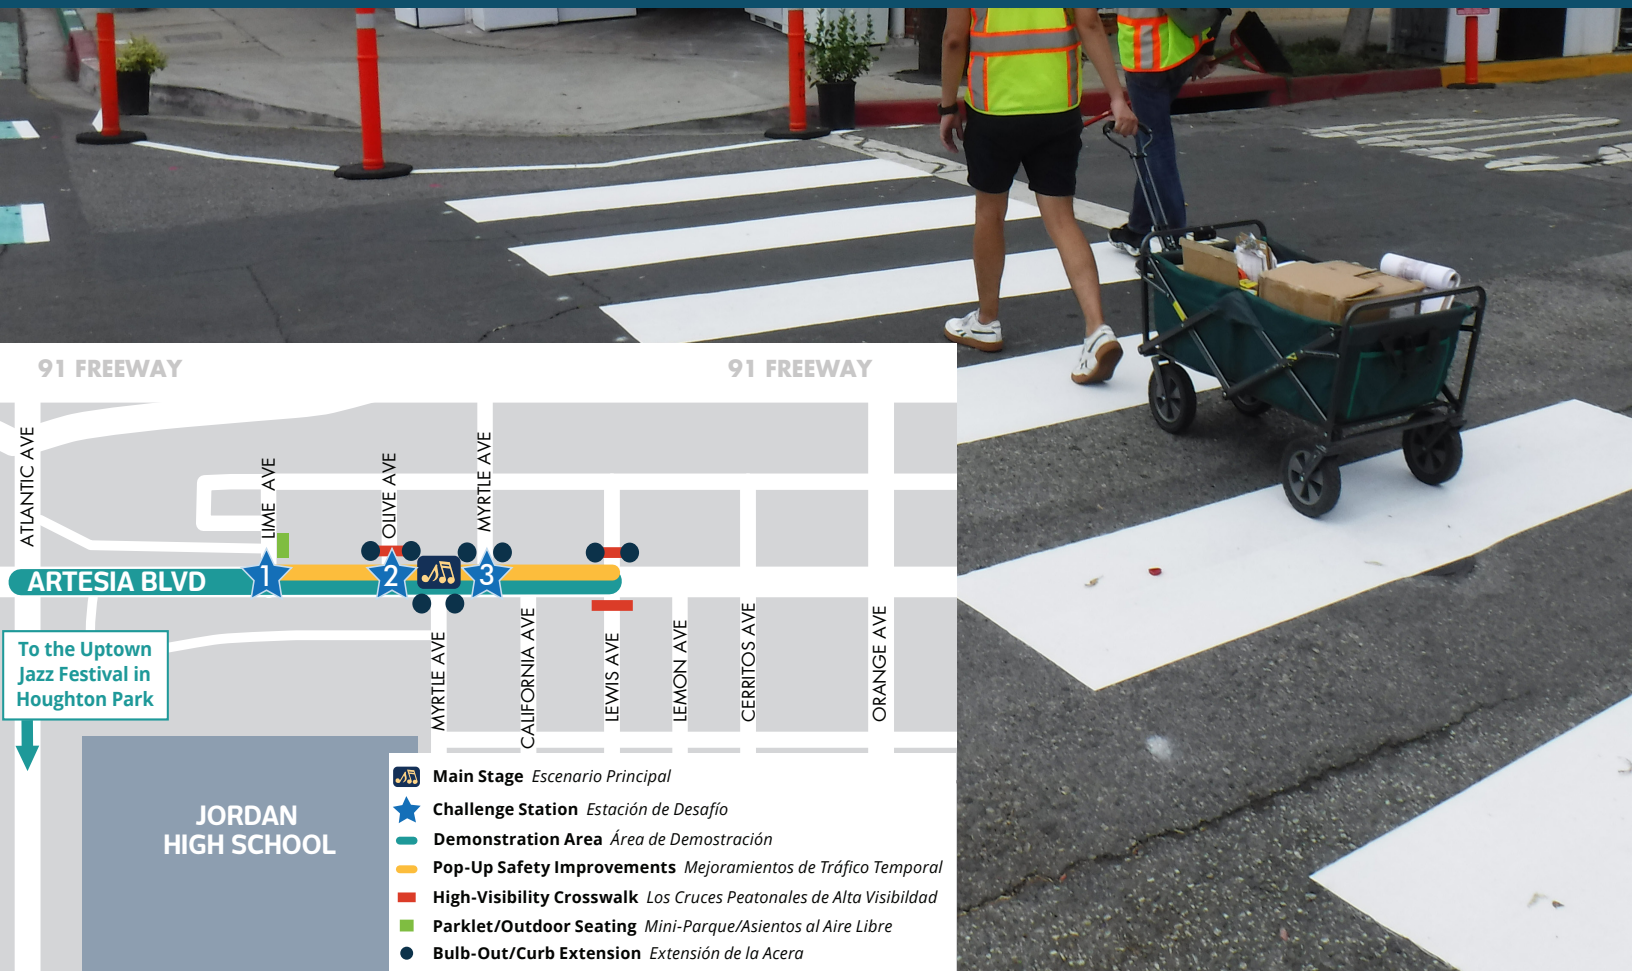 91 FREEWAY
91 FREEWAY
ATLANTIC AVE
LIME AVE
OLIVE AVE
MYRTLE AVE
ARTESIA BLVD
1
2
3
To the Uptown
Jazz Festival in
Houghton Park
MYRTLE AVE
CALIFORNIA AVE
LEWIS AVE
LEMON AVE
CERRITOS AVE
ORANGE AVE
JORDAN
HIGH SCHOOL
Main Stage Escenario Principal
Challenge Station Estación de Desafío
Demonstration Area Área de Demostración
Pop-Up Safety Improvements Mejoramientos de Tráfico Temporal
High-Visibility Crosswalk Los Cruces Peatonales de Alta Visibildad
Parklet/Outdoor Seating Mini-Parque/Asientos al Aire Libre
Bulb-Out/Curb Extension Extensión de la Acera